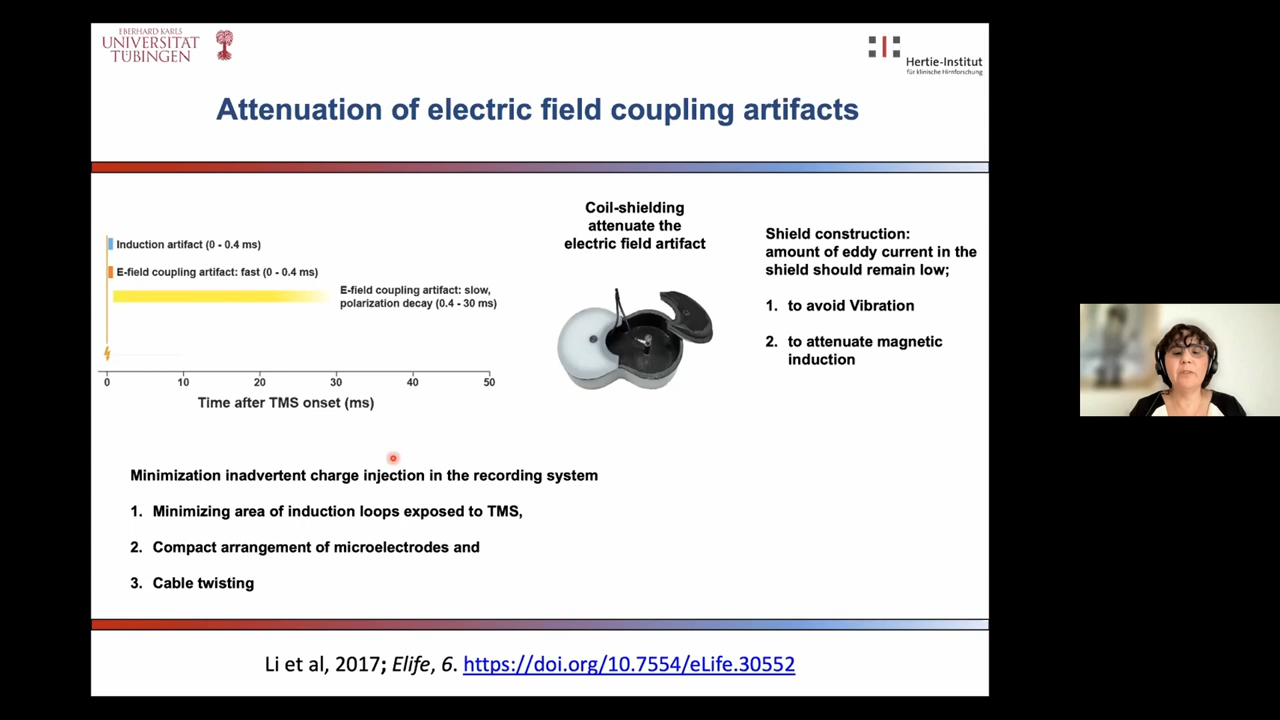 EBERHARD KARLS
UNIVERSITÄT
TÜBINGEN
Hertie-Institut
für klinische Hirnforschung
Attenuation of electric field coupling artifacts
Induction artifact (0 - 0.4 ms)
E-field coupling artifact: fast (0 - 0.4 ms)
E-field coupling artifact: slow,
polarization decay (0.4 - 30 ms)
0 10 20 30 40 50
Time after TMS onset (ms)
Coil-shielding
attenuate the
electric field artifact
Shield construction:
amount of eddy current in the
shield should remain low;
1. to avoid Vibration
2. to attenuate magnetic
induction
Minimization inadvertent charge injection in the recording system
1. Minimizing area of induction loops exposed to TMS,
2. Compact arrangement of microelectrodes and
3. Cable twisting
Li et al, 2017; Elife, 6. https://doi.org/10.7554/eLife.30552